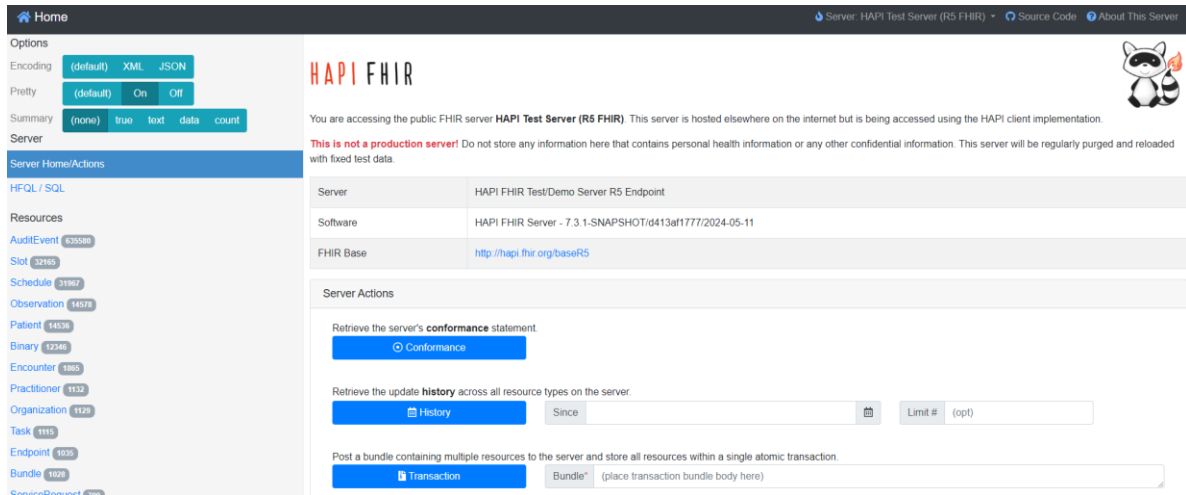 Home
Server: HAPI Test Server (R5 FHIR)
Source Code
About This Server
Options
Encoding (default) XML JSON
Pretty (default) On Off
Summary (none) true text data count
Server
Server Home/Actions
HFQL / SQL
Resources
AuditEvent 635580
Slot 32165
Schedule 31967
Observation 14578
Patient 14536
Binary 12346
Encounter 1865
Practitioner 1132
Organization 1129
Task 1115
Endpoint 1035
Bundle 1028
ServiceRequest
HAPI FHIR
You are accessing the public FHIR server HAPI Test Server (R5 FHIR). This server is hosted elsewhere on the internet but is being accessed using the HAPI client implementation.
This is not a production server! Do not store any information here that contains personal health information or any other confidential information. This server will be regularly purged and reloaded
with fixed test data.
Server HAPI FHIR Test/Demo Server R5 Endpoint
Software HAPI FHIR Server - 7.3.1-SNAPSHOT/d413af1777/2024-05-11
FHIR Base http://hapi.fhir.org/baseR5
Server Actions
Retrieve the server's conformance statement.
Conformance
Retrieve the update history across all resource types on the server.
History Since Limit # (opt)
Post a bundle containing multiple resources to the server and store all resources within a single atomic transaction.
Transaction Bundle* (place transaction bundle body here)